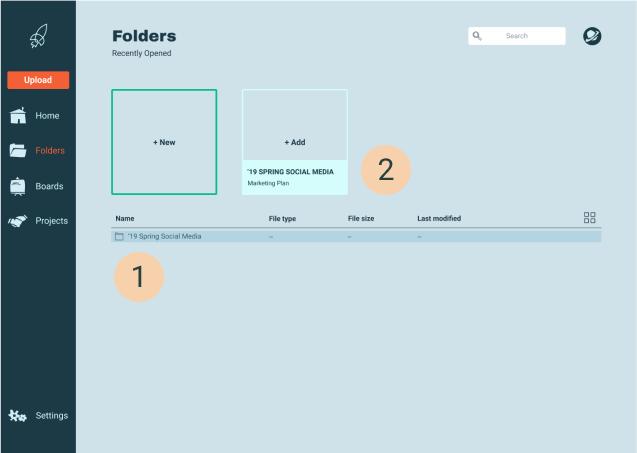 Folders
Recently Opened
Search
Upload
Home
Folders
Boards
Projects
Settings
+ New
+ Add
'19 SPRING SOCIAL MEDIA
Marketing Plan
2
Name File type File size Last modified
'19 Spring Social Media – – –
1